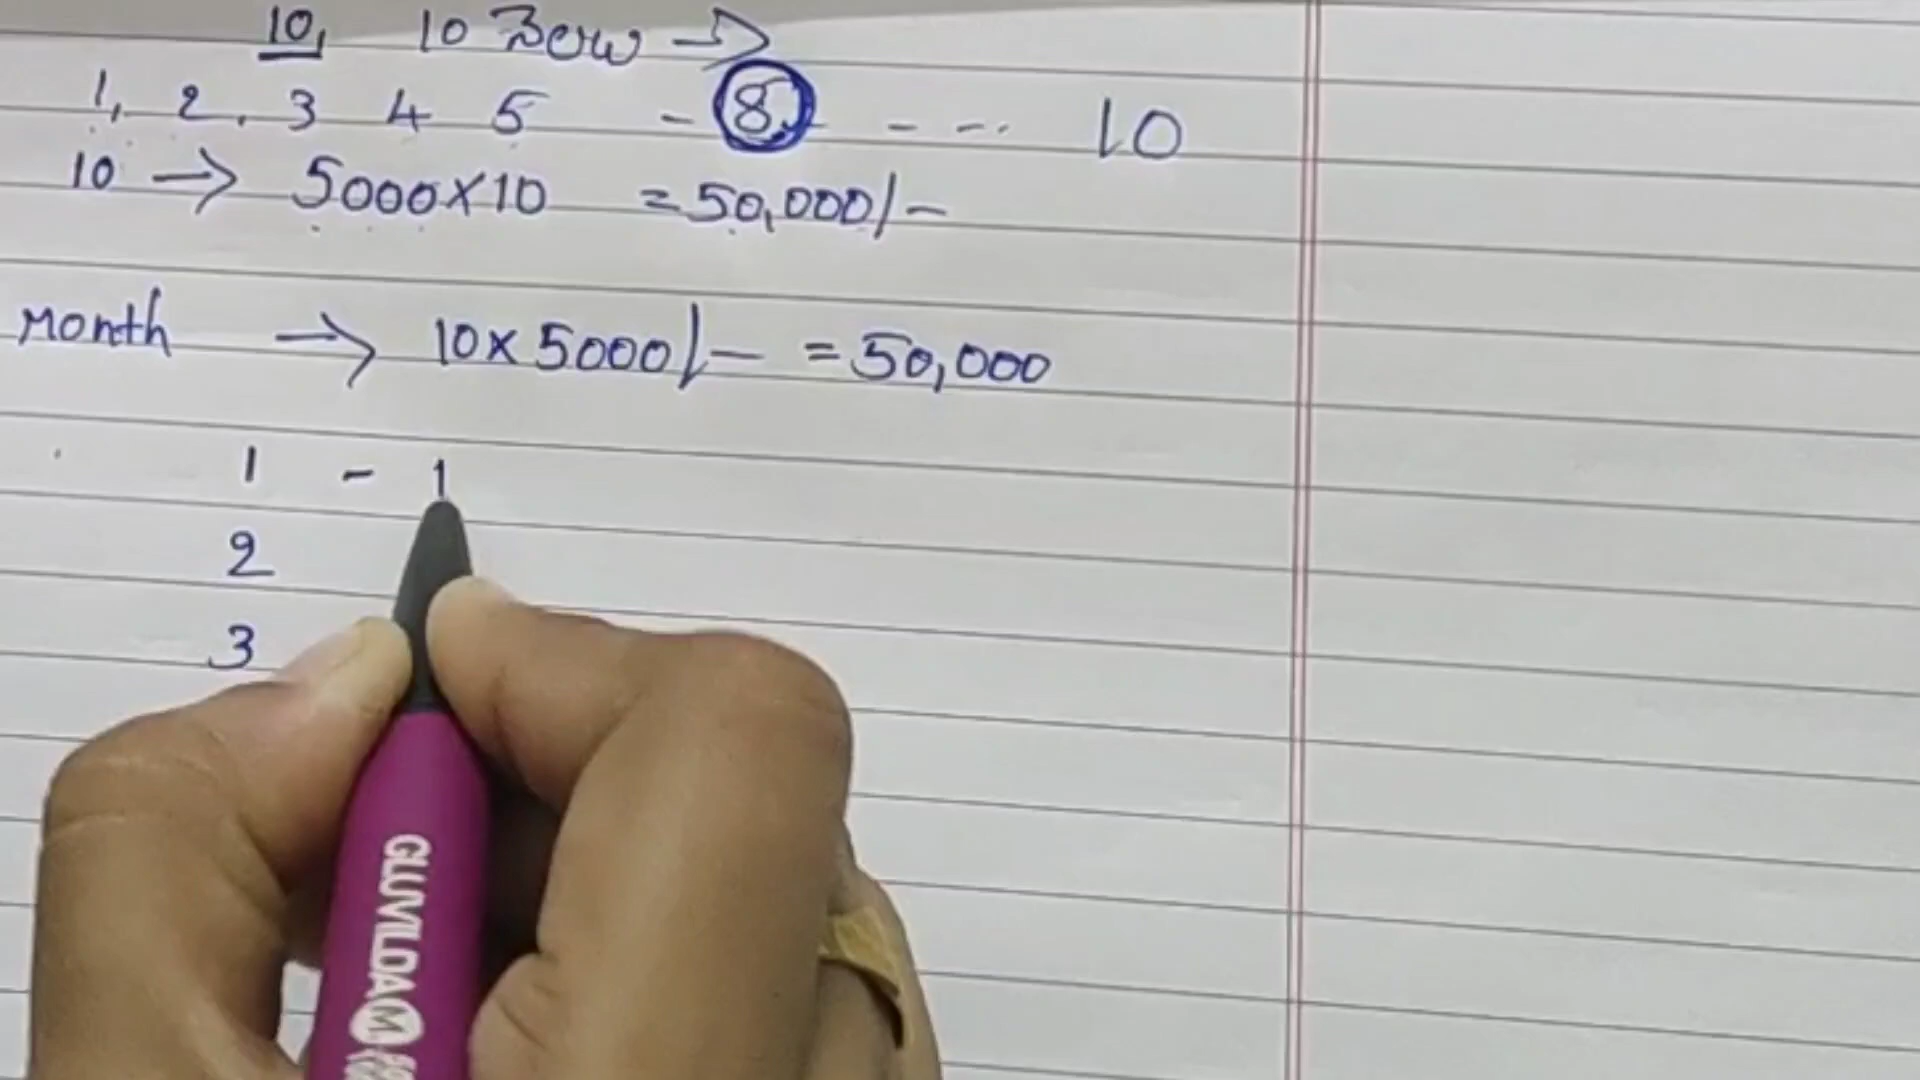 10, 10 నెలలు →
1, 2. 3 4 5 - 8 - - .. 10
10 → 5000×10 = 50,000/-
Month → 10×5000/- = 50,000
1 - 1
2
3